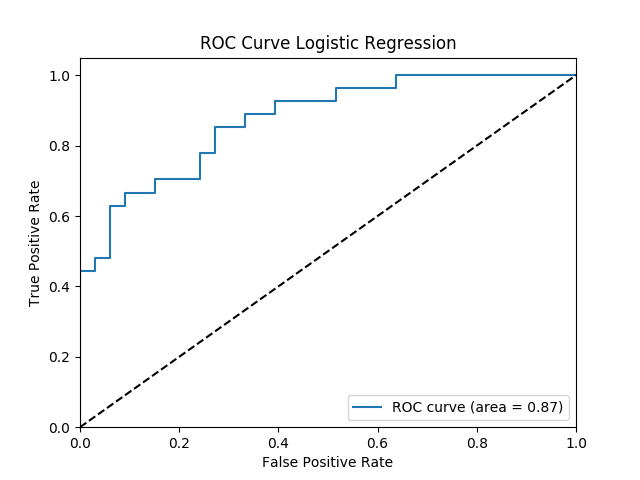 ROC Curve Logistic Regression
1.0
0.8
0.6
0.4
0.2
0.0
True Positive Rate
ROC curve (area = 0.87)
0.0 0.2 0.4 0.6 0.8 1.0
False Positive Rate